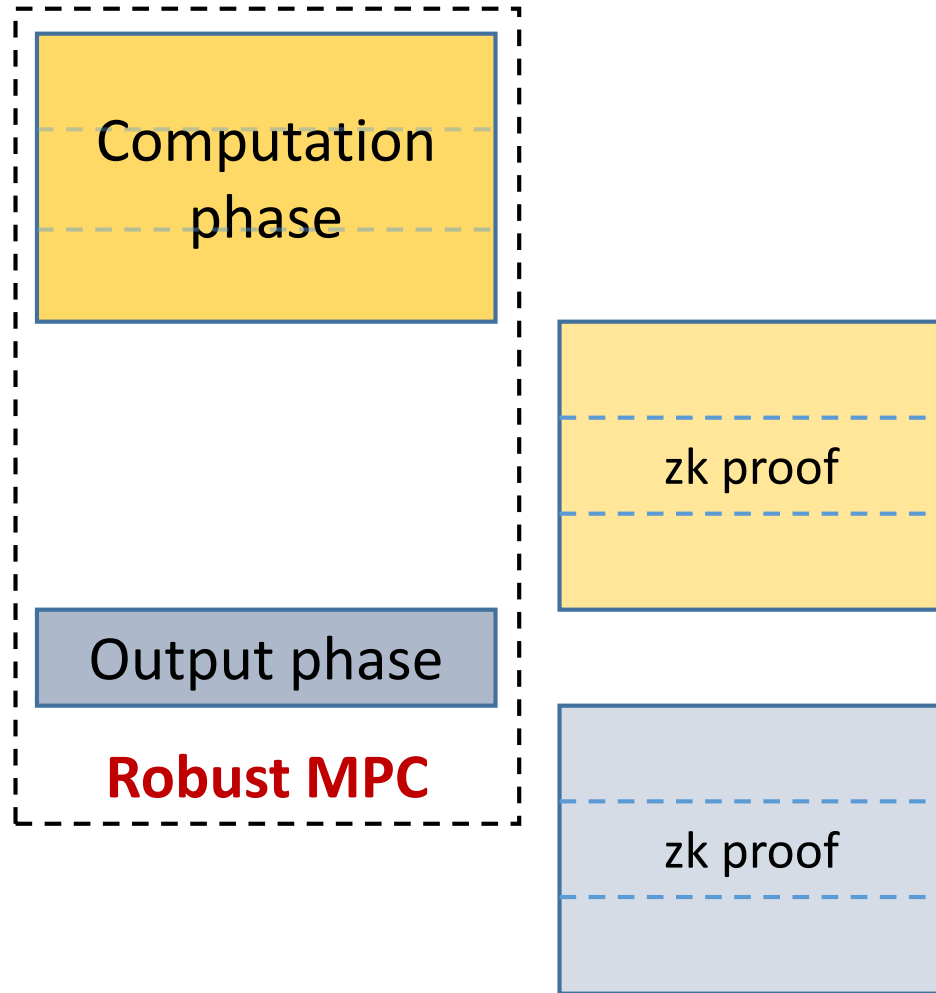 Computation
phase
zk proof
Output phase
Robust MPC
zk proof